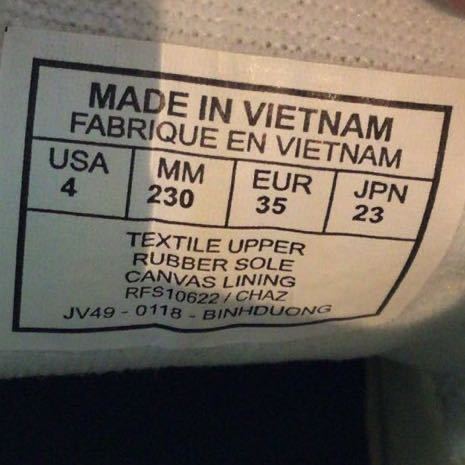 MADE IN VIETNAM
FABRIQUE EN VIETNAM
USA MM EUR JPN
4 230 35 23
TEXTILE UPPER
RUBBER SOLE
CANVAS LINING
RFS10622 / CHAZ
JV49 - 0118 - BINHDUONG